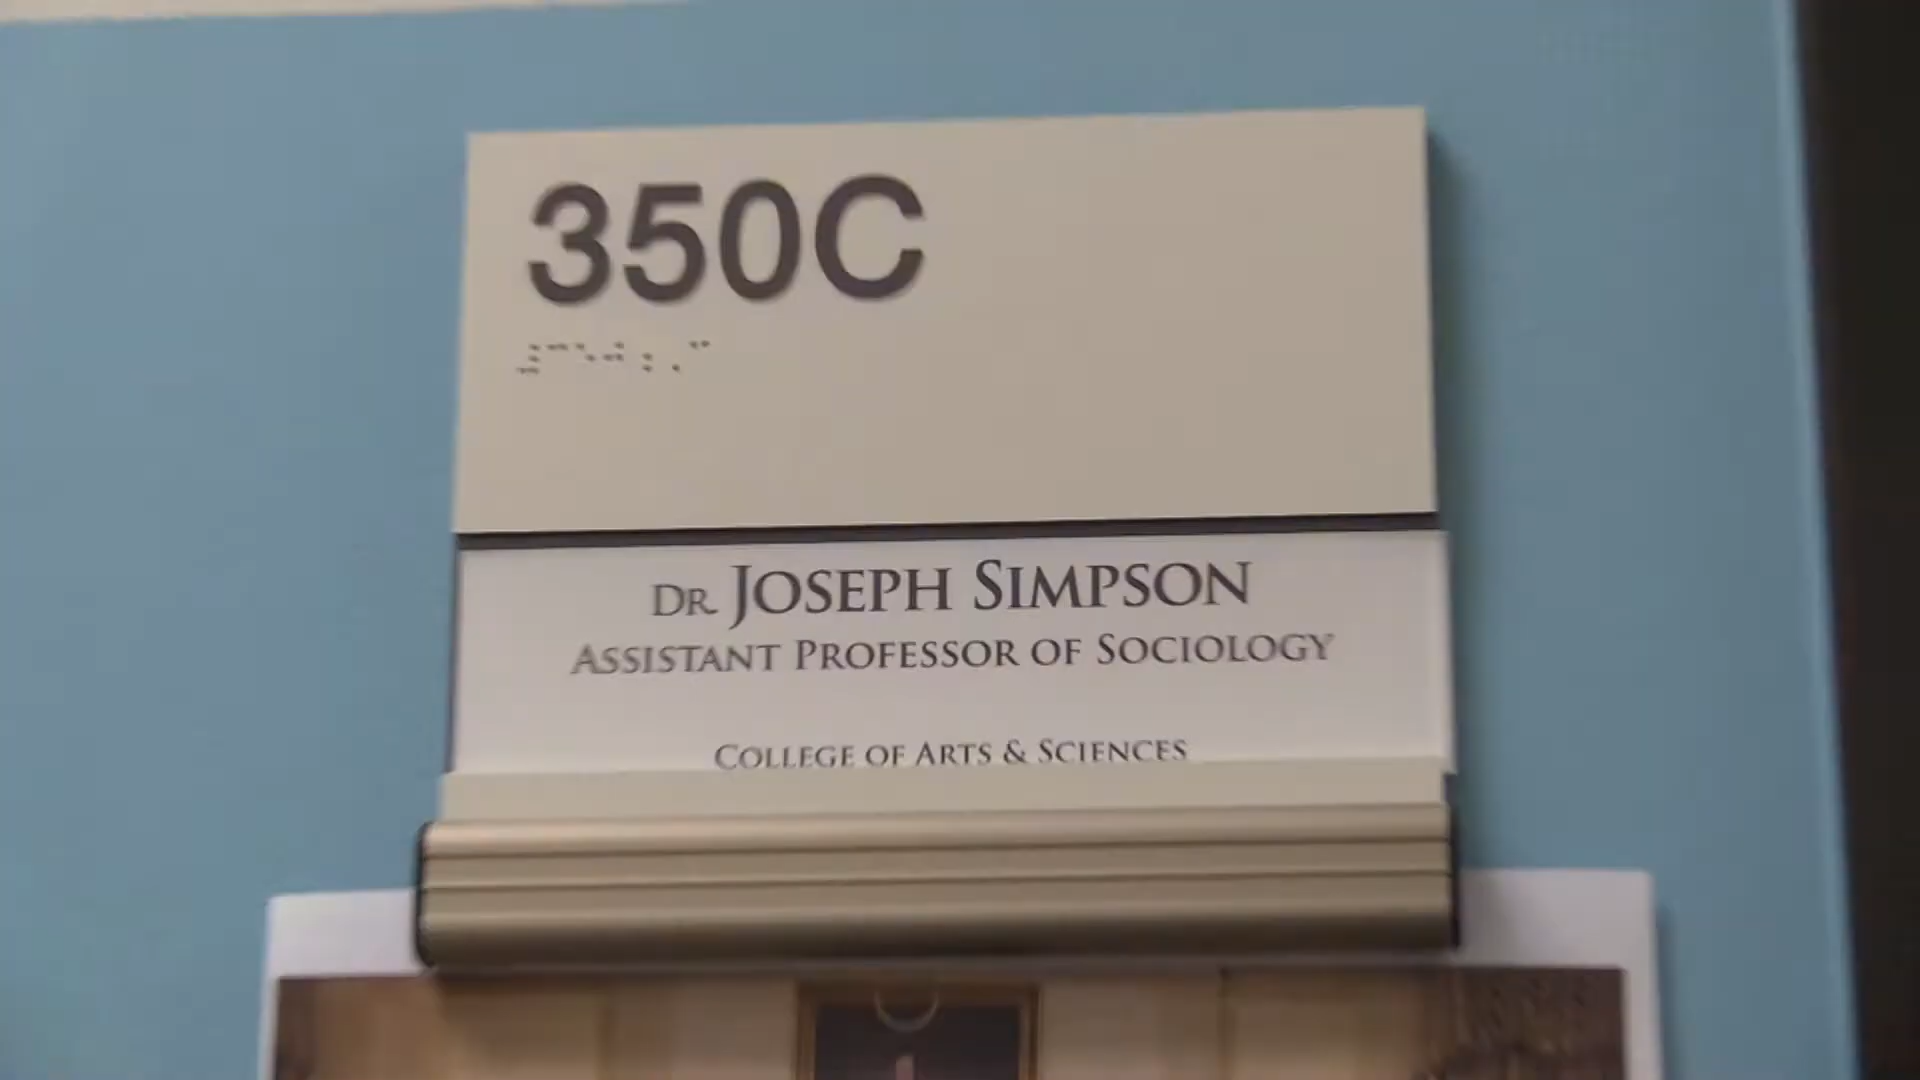 350C
DR. JOSEPH SIMPSON
ASSISTANT PROFESSOR OF SOCIOLOGY
COLLEGE OF ARTS & SCIENCES